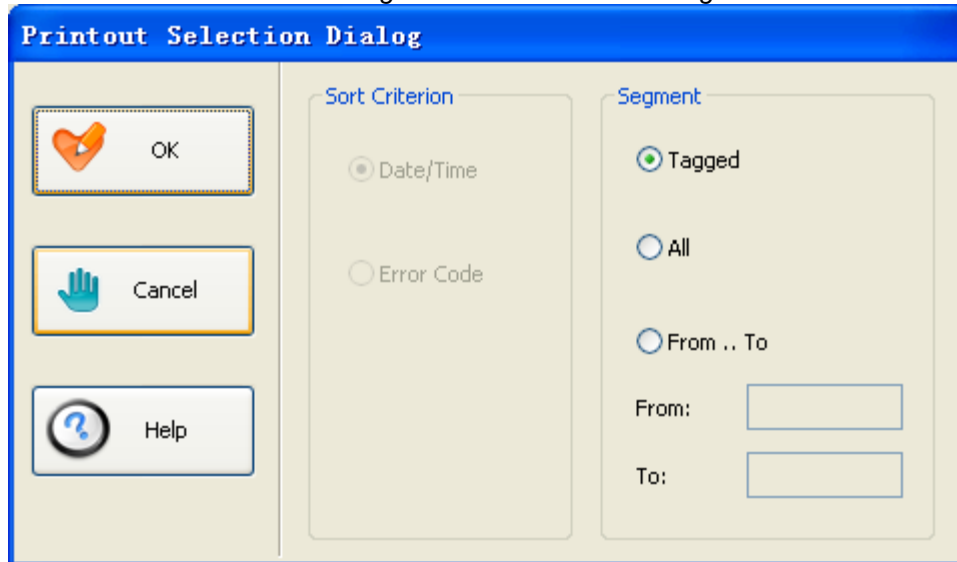 Printout Selection Dialog
OK
Cancel
Help
Sort Criterion
Date/Time
Error Code
Segment
Tagged
All
From .. To
From:
To: